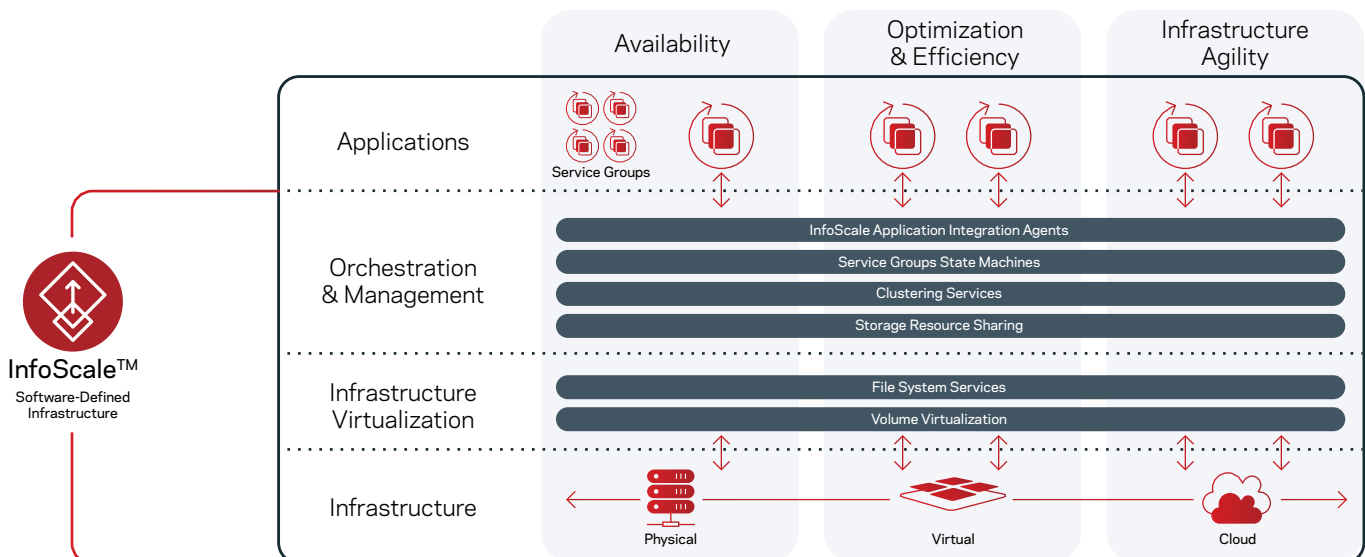 Availability
Optimization
& Efficiency
Infrastructure
Agility
Applications
Service Groups
InfoScale Application Integration Agents
Service Groups State Machines
Orchestration
& Management
Clustering Services
Storage Resource Sharing
InfoScale™
Software-Defined
Infrastructure
Infrastructure
Virtualization
File System Services
Volume Virtualization
Infrastructure
Physical
Virtual
Cloud